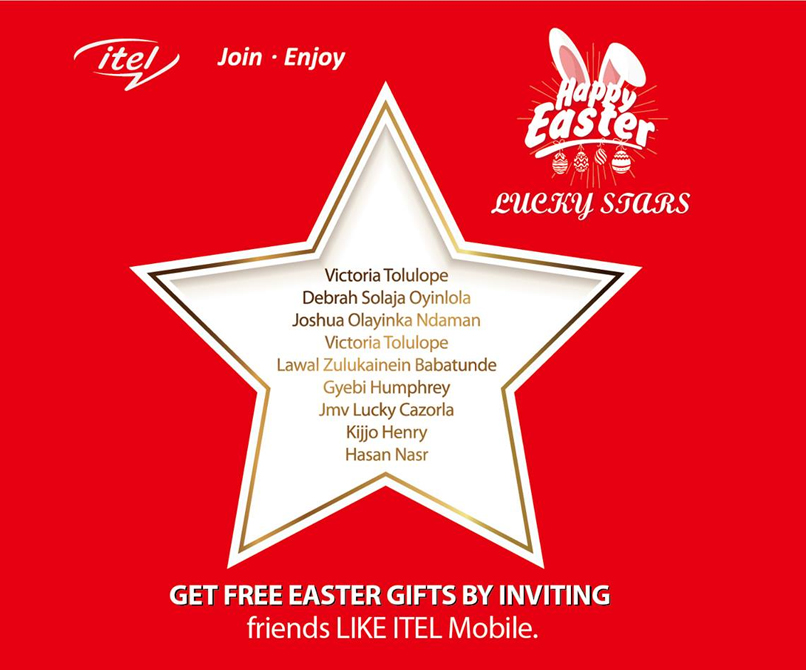 itel
Join · Enjoy
Happy
Easter
LUCKY STARS
Victoria Tolulope
Debrah Solaja Oyinlola
Joshua Olayinka Ndaman
Victoria Tolulope
Lawal Zulukainein Babatunde
Gyebi Humphrey
Jmv Lucky Cazorla
Kijjo Henry
Hasan Nasr
GET FREE EASTER GIFTS BY INVITING
friends LIKE ITEL Mobile.